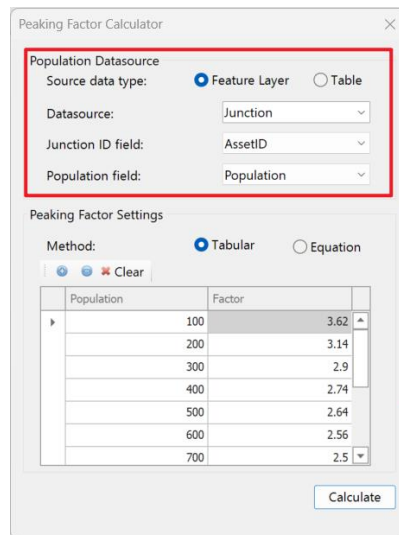 Peaking Factor Calculator
Population Datasource
Source data type: Feature Layer Table
Datasource: Junction
Junction ID field: AssetID
Population field: Population
Peaking Factor Settings
Method: Tabular Equation
Clear
Population Factor
100 3.62
200 3.14
300 2.9
400 2.74
500 2.64
600 2.56
700 2.5
Calculate